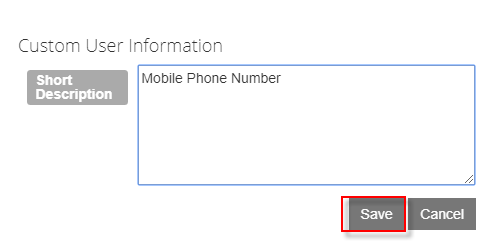 Custom User Information
Short
Description
Mobile Phone Number
Save Cancel